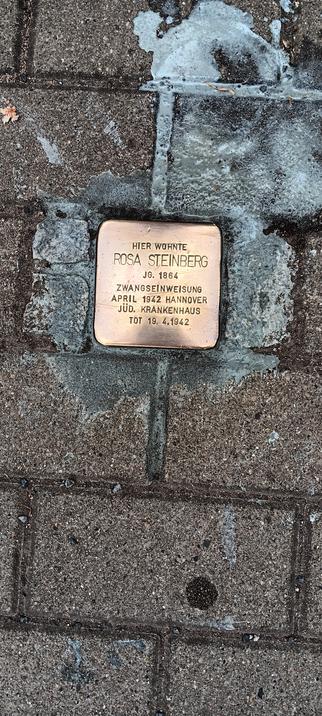 HIER WOHNTE
ROSA STEINBERG
JG. 1864
ZWANGSEINWEISUNG
APRIL 1942 HANNOVER
JÜD. KRANKENHAUS
TOT 19.4.1942